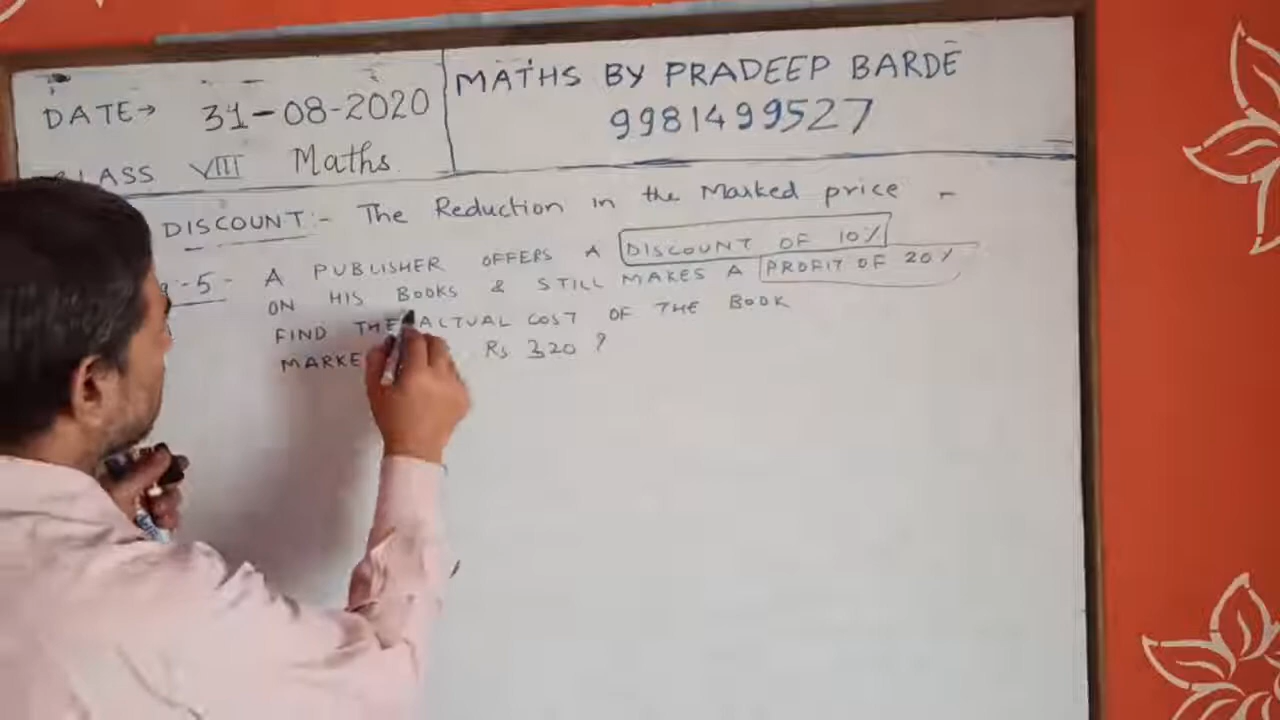 DATE→ 31-08-2020
CLASS VIII Maths
MATHS BY PRADEEP BARDE
9981499527
DISCOUNT:- The Reduction in the Marked price -
-5- A PUBLISHER OFFERS A DISCOUNT OF 10%
ON HIS BOOKS & STILL MAKES A PROFIT OF 20%
FIND THE ACTUAL COST OF THE BOOK
MARKE Rs 320 ?